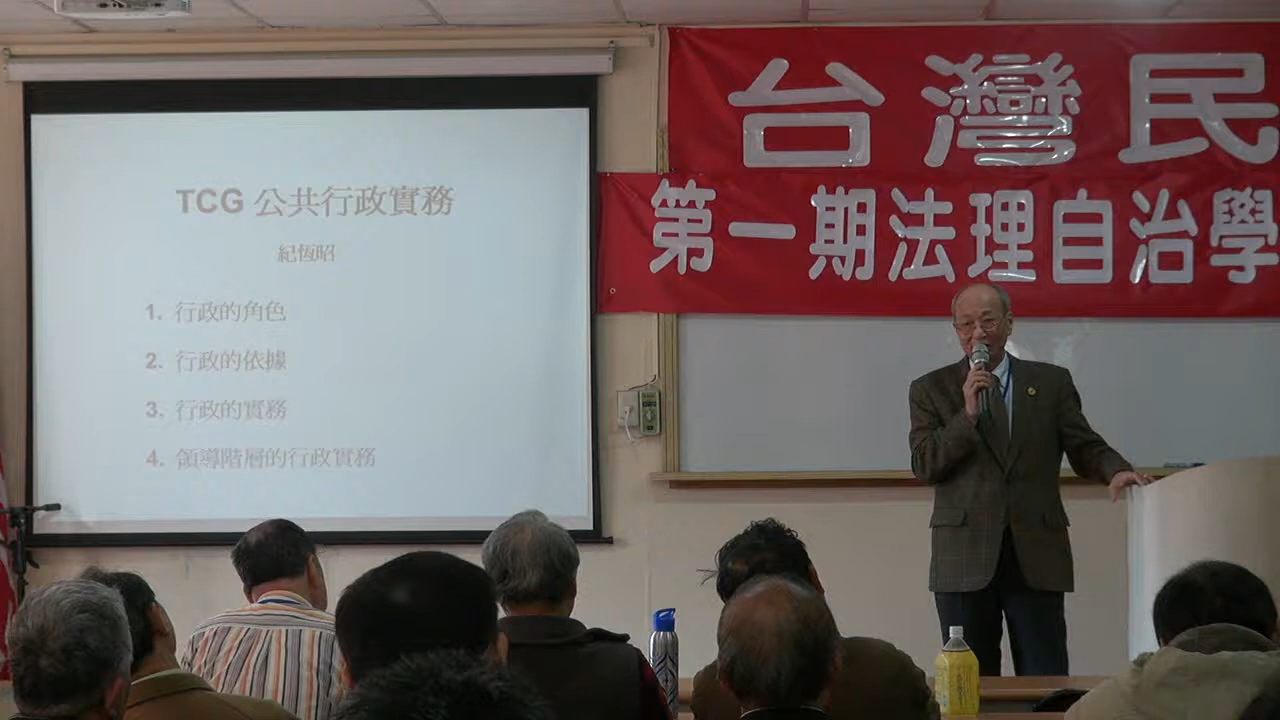 TCG 公共行政實務
紀恆昭
1. 行政的角色
2. 行政的依據
3. 行政的實務
4. 領導階層的行政實務
台灣民
第一期法理自治學